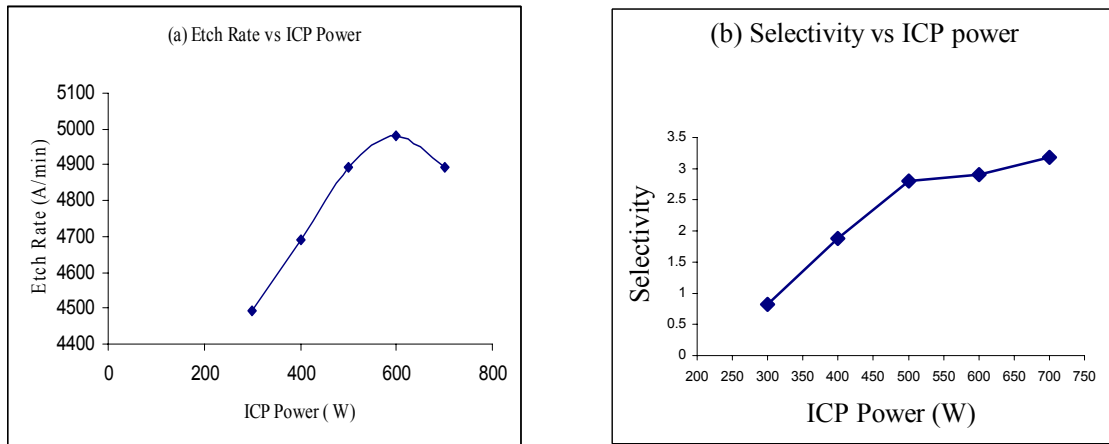 (a) Etch Rate vs ICP Power
Etch Rate (A/min)
5100
5000
4900
4800
4700
4600
4500
4400
0 200 400 600 800
ICP Power ( W)
(b) Selectivity vs ICP power
Selectivity
3.5
3
2.5
2
1.5
1
0.5
0
200 250 300 350 400 450 500 550 600 650 700 750
ICP Power (W)